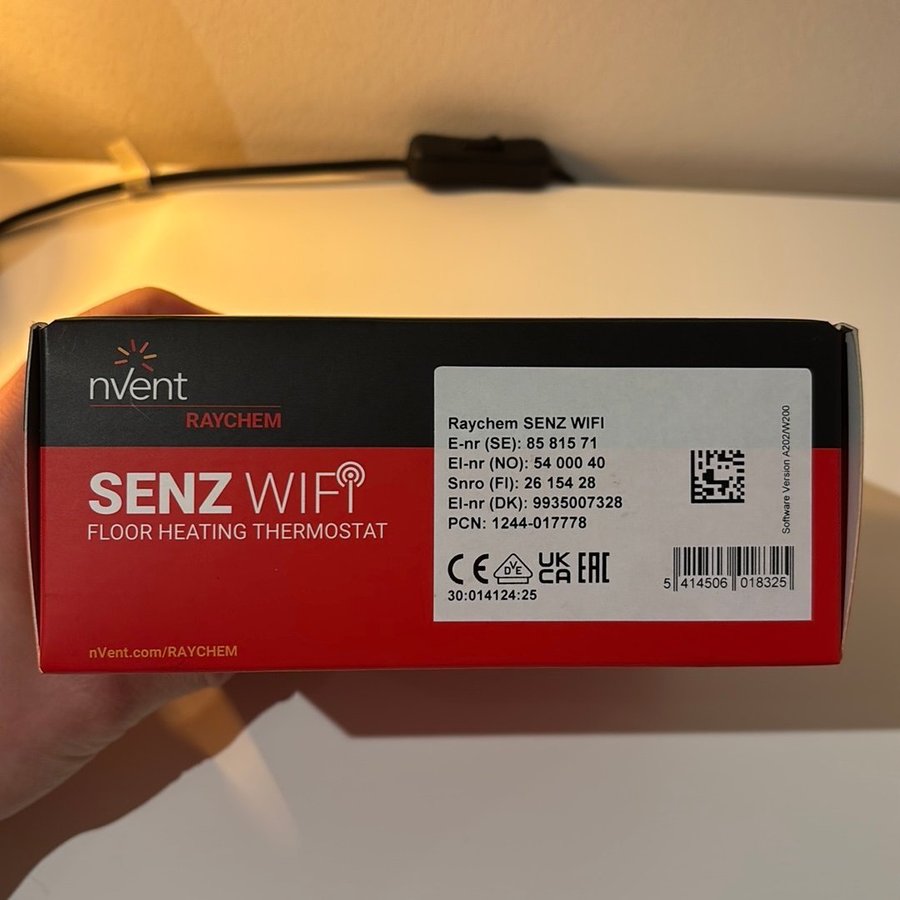 nVent
RAYCHEM
SENZ WIFI
FLOOR HEATING THERMOSTAT
nVent.com/RAYCHEM
Raychem SENZ WIFI
E-nr (SE): 85 815 71
El-nr (NO): 54 000 40
Snro (FI): 26 154 28
El-nr (DK): 9935007328
PCN: 1244-017778
CE DVE UK CA EAC
30:014124:25
Software Version A202/W200
5 414506 018325